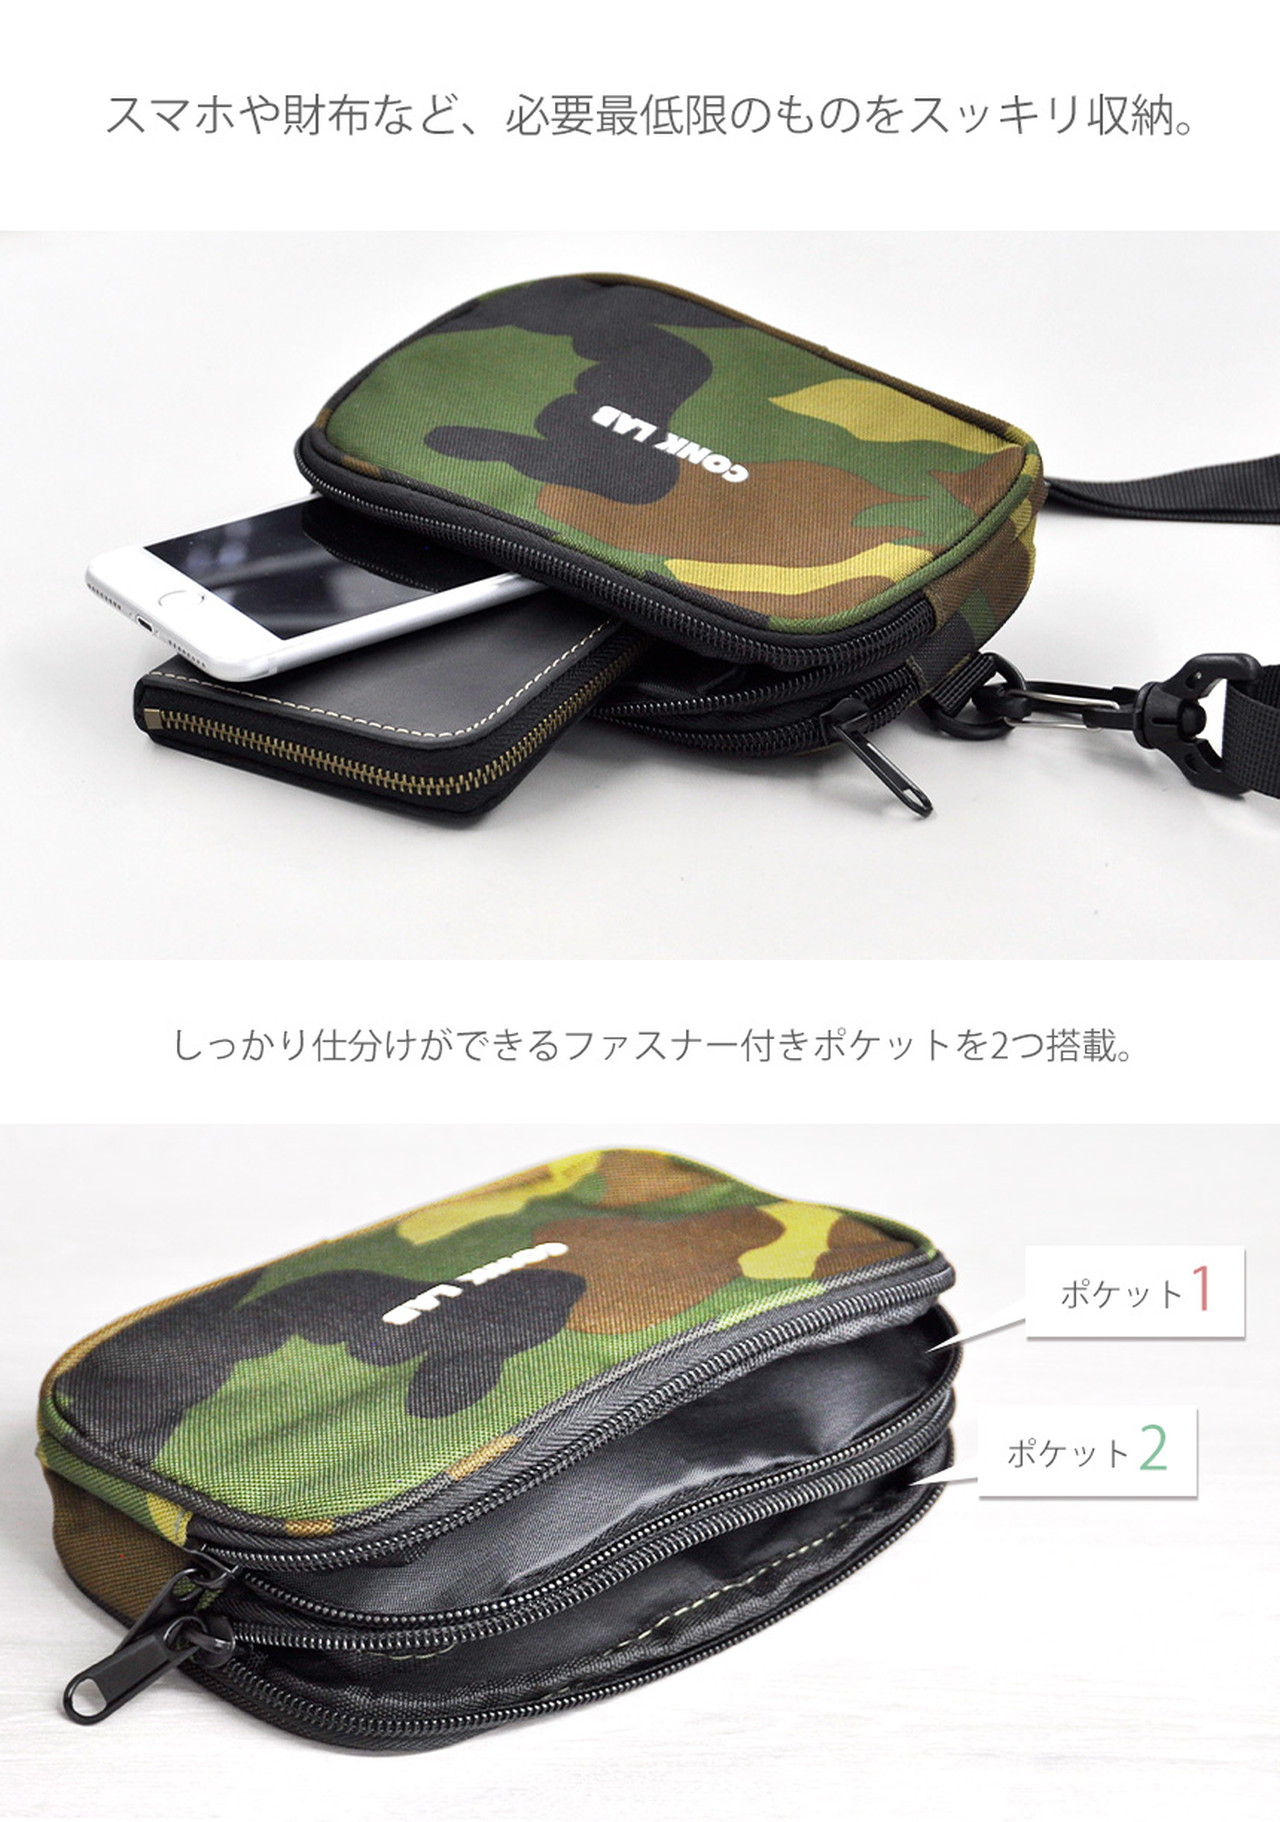 スマホや財布など、必要最低限のものをスッキリ収納。
CONK LAB
しっかり仕分けができるファスナー付きポケットを2つ搭載。
CONK LAB
ポケット1
ポケット2